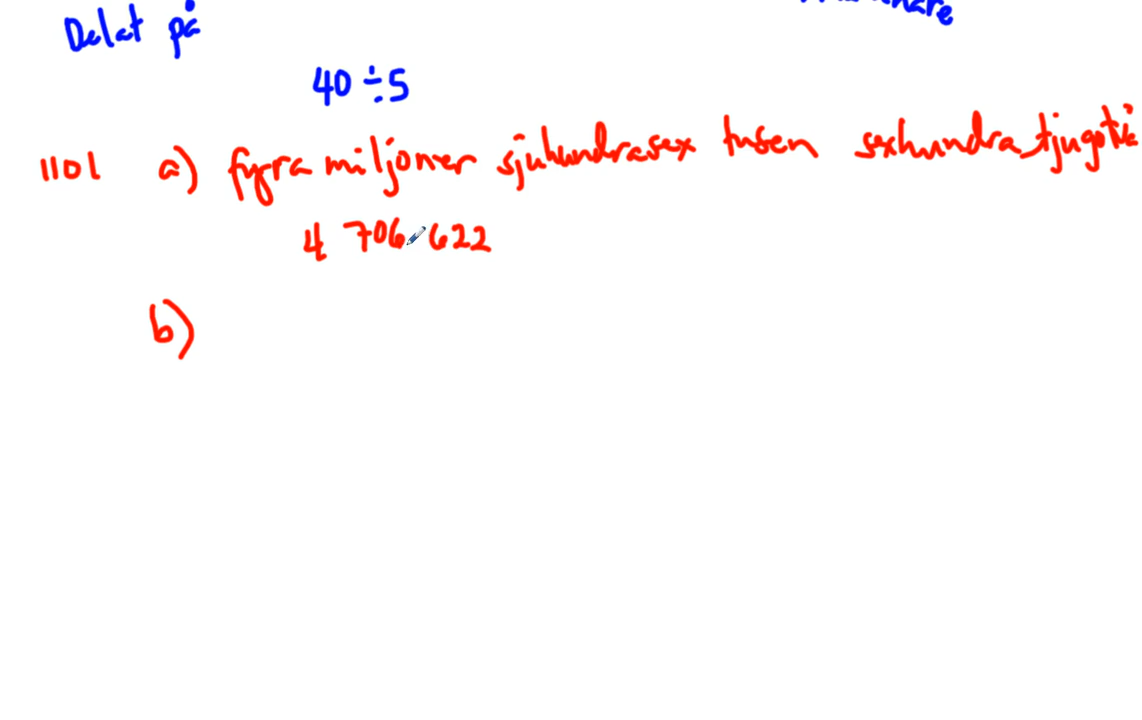 Delat på
40 ÷ 5
1101 a) fyra miljoner sjuhundrasex tusen sexhundra tjugotvå
4 706 622
b)